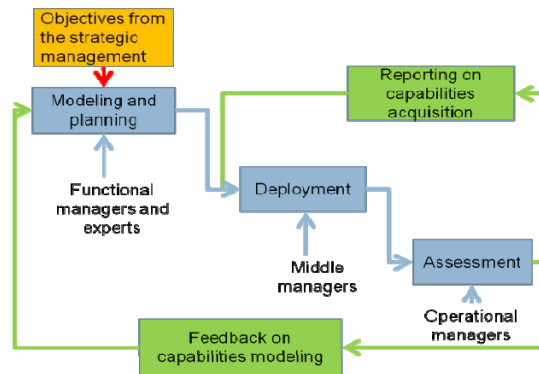 Objectives from
the strategic
management
Modeling and
planning
Reporting on
capabilities
acquisition
Functional
managers and
experts
Deployment
Middle
managers
Assessment
Operational
managers
Feedback on
capabilities modeling